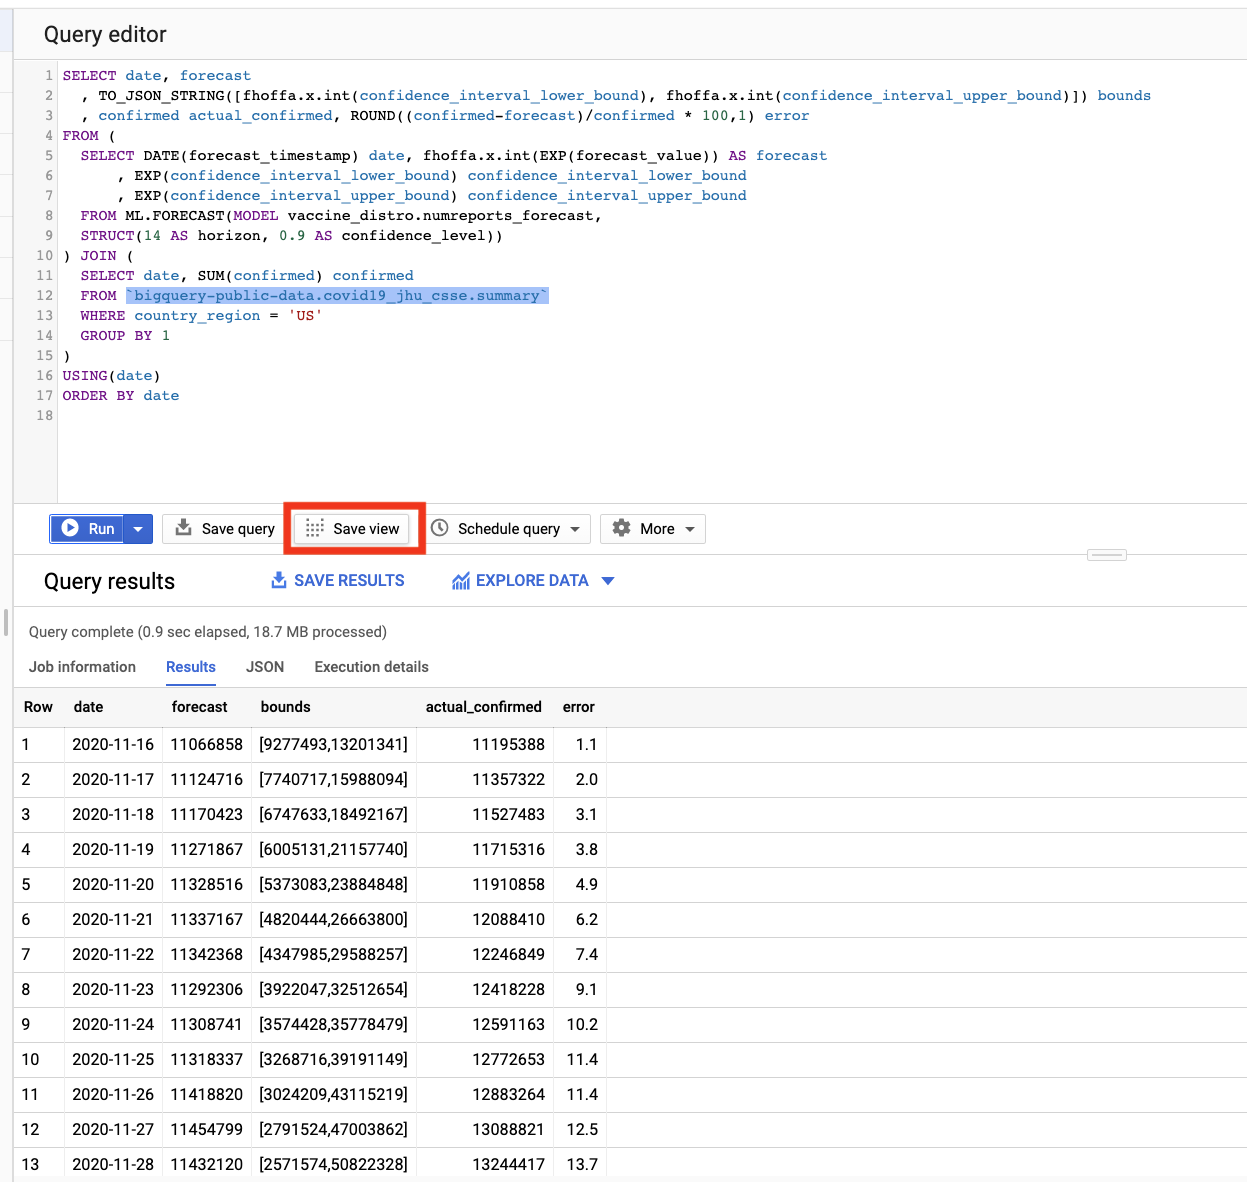 Query editor
1 SELECT date, forecast
2 , TO_JSON_STRING([fhoffa.x.int(confidence_interval_lower_bound), fhoffa.x.int(confidence_interval_upper_bound)]) bounds
3 , confirmed actual_confirmed, ROUND((confirmed-forecast)/confirmed * 100,1) error
4 FROM (
5 SELECT DATE(forecast_timestamp) date, fhoffa.x.int(EXP(forecast_value)) AS forecast
6 , EXP(confidence_interval_lower_bound) confidence_interval_lower_bound
7 , EXP(confidence_interval_upper_bound) confidence_interval_upper_bound
8 FROM ML.FORECAST(MODEL vaccine_distro.numreports_forecast,
9 STRUCT(14 AS horizon, 0.9 AS confidence_level))
10 ) JOIN (
11 SELECT date, SUM(confirmed) confirmed
12 FROM `bigquery-public-data.covid19_jhu_csse.summary`
13 WHERE country_region = 'US'
14 GROUP BY 1
15 )
16 USING(date)
17 ORDER BY date
18
Run Save query Save view Schedule query More
Query results SAVE RESULTS EXPLORE DATA
Query complete (0.9 sec elapsed, 18.7 MB processed)
Job information Results JSON Execution details
Row date forecast bounds actual_confirmed error
1 2020-11-16 11066858 [9277493,13201341] 11195388 1.1
2 2020-11-17 11124716 [7740717,15988094] 11357322 2.0
3 2020-11-18 11170423 [6747633,18492167] 11527483 3.1
4 2020-11-19 11271867 [6005131,21157740] 11715316 3.8
5 2020-11-20 11328516 [5373083,23884848] 11910858 4.9
6 2020-11-21 11337167 [4820444,26663800] 12088410 6.2
7 2020-11-22 11342368 [4347985,29588257] 12246849 7.4
8 2020-11-23 11292306 [3922047,32512654] 12418228 9.1
9 2020-11-24 11308741 [3574428,35778479] 12591163 10.2
10 2020-11-25 11318337 [3268716,39191149] 12772653 11.4
11 2020-11-26 11418820 [3024209,43115219] 12883264 11.4
12 2020-11-27 11454799 [2791524,47003862] 13088821 12.5
13 2020-11-28 11432120 [2571574,50822328] 13244417 13.7